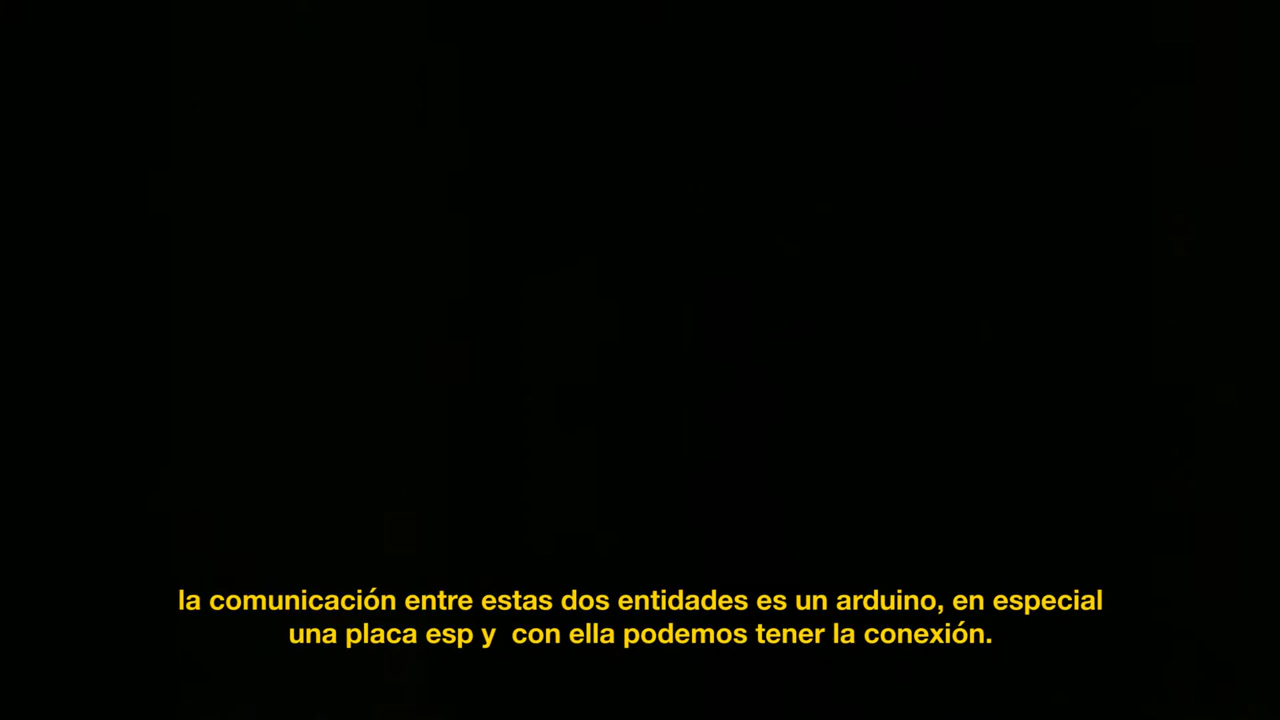 la comunicación entre estas dos entidades es un arduino, en especial
una placa esp y  con ella podemos tener la conexión.